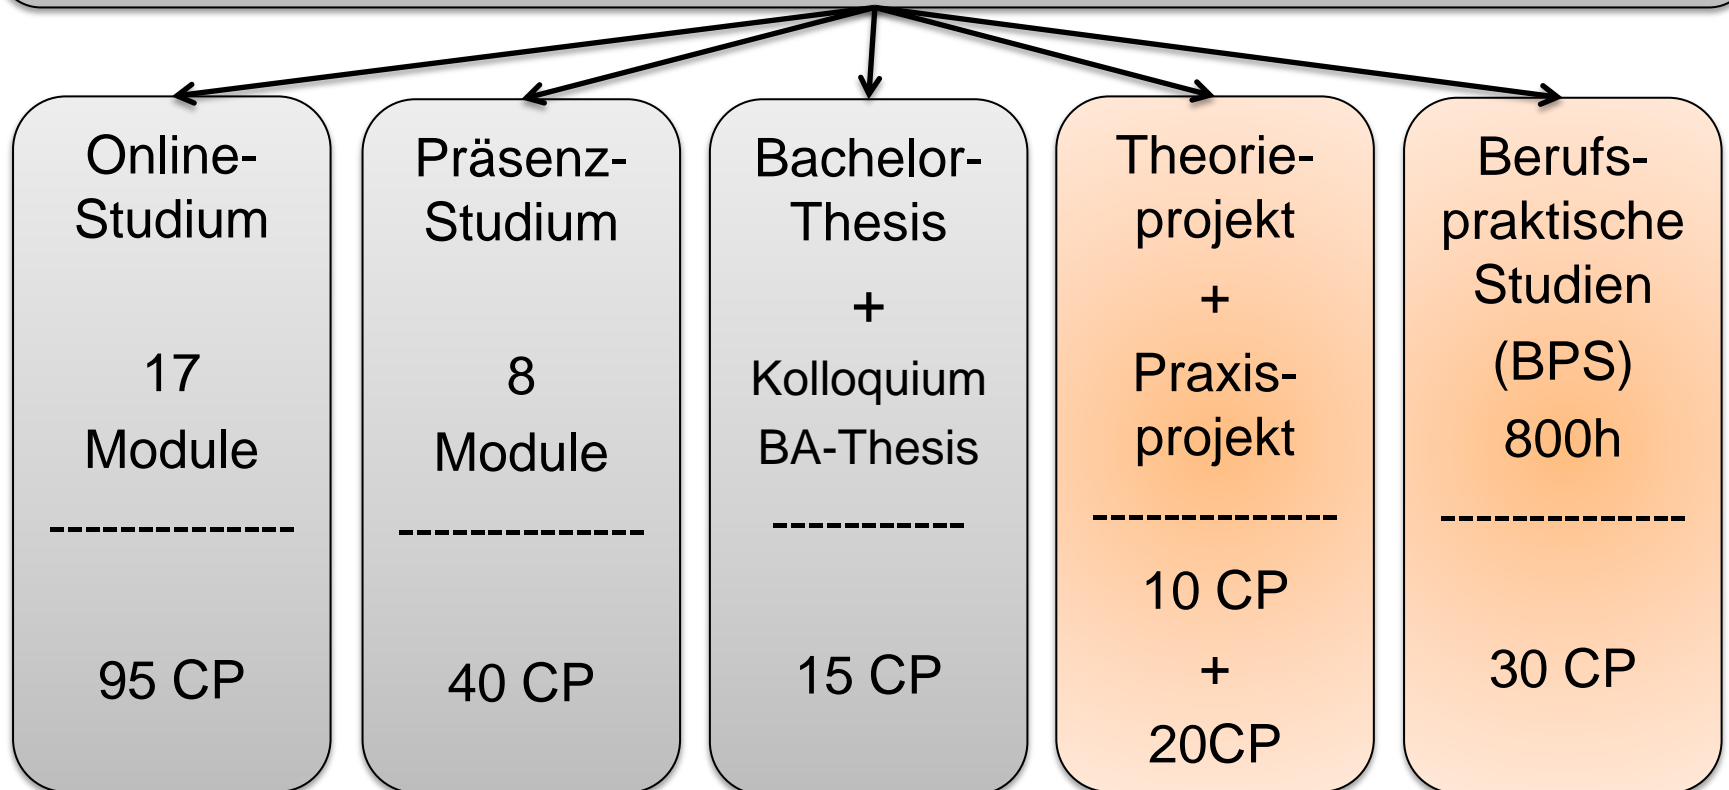 Online-
Studium
17
Module
--------------
95 CP
Präsenz-
Studium
8
Module
--------------
40 CP
Bachelor-
Thesis
+
Kolloquium
BA-Thesis
-----------
15 CP
Theorie-
projekt
+
Praxis-
projekt
--------------
10 CP
+
20CP
Berufs-
praktische
Studien
(BPS)
800h
--------------
30 CP